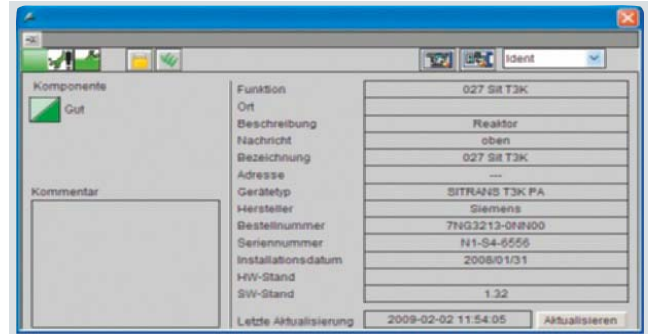 Ident
Komponente
Gut
Kommentar
Funktion 027 Sit T3K
Ort
Beschreibung Reaktor
Nachricht oben
Bezeichnung 027 Sit T3K
Adresse ---
Gerätetyp SITRANS T3K PA
Hersteller Siemens
Bestellnummer 7NG3213-0NN00
Seriennummer N1-S4-6556
Installationsdatum 2008/01/31
HW-Stand
SW-Stand 1.32
Letzte Aktualisierung 2009-02-02 11:54:05 Aktualisieren